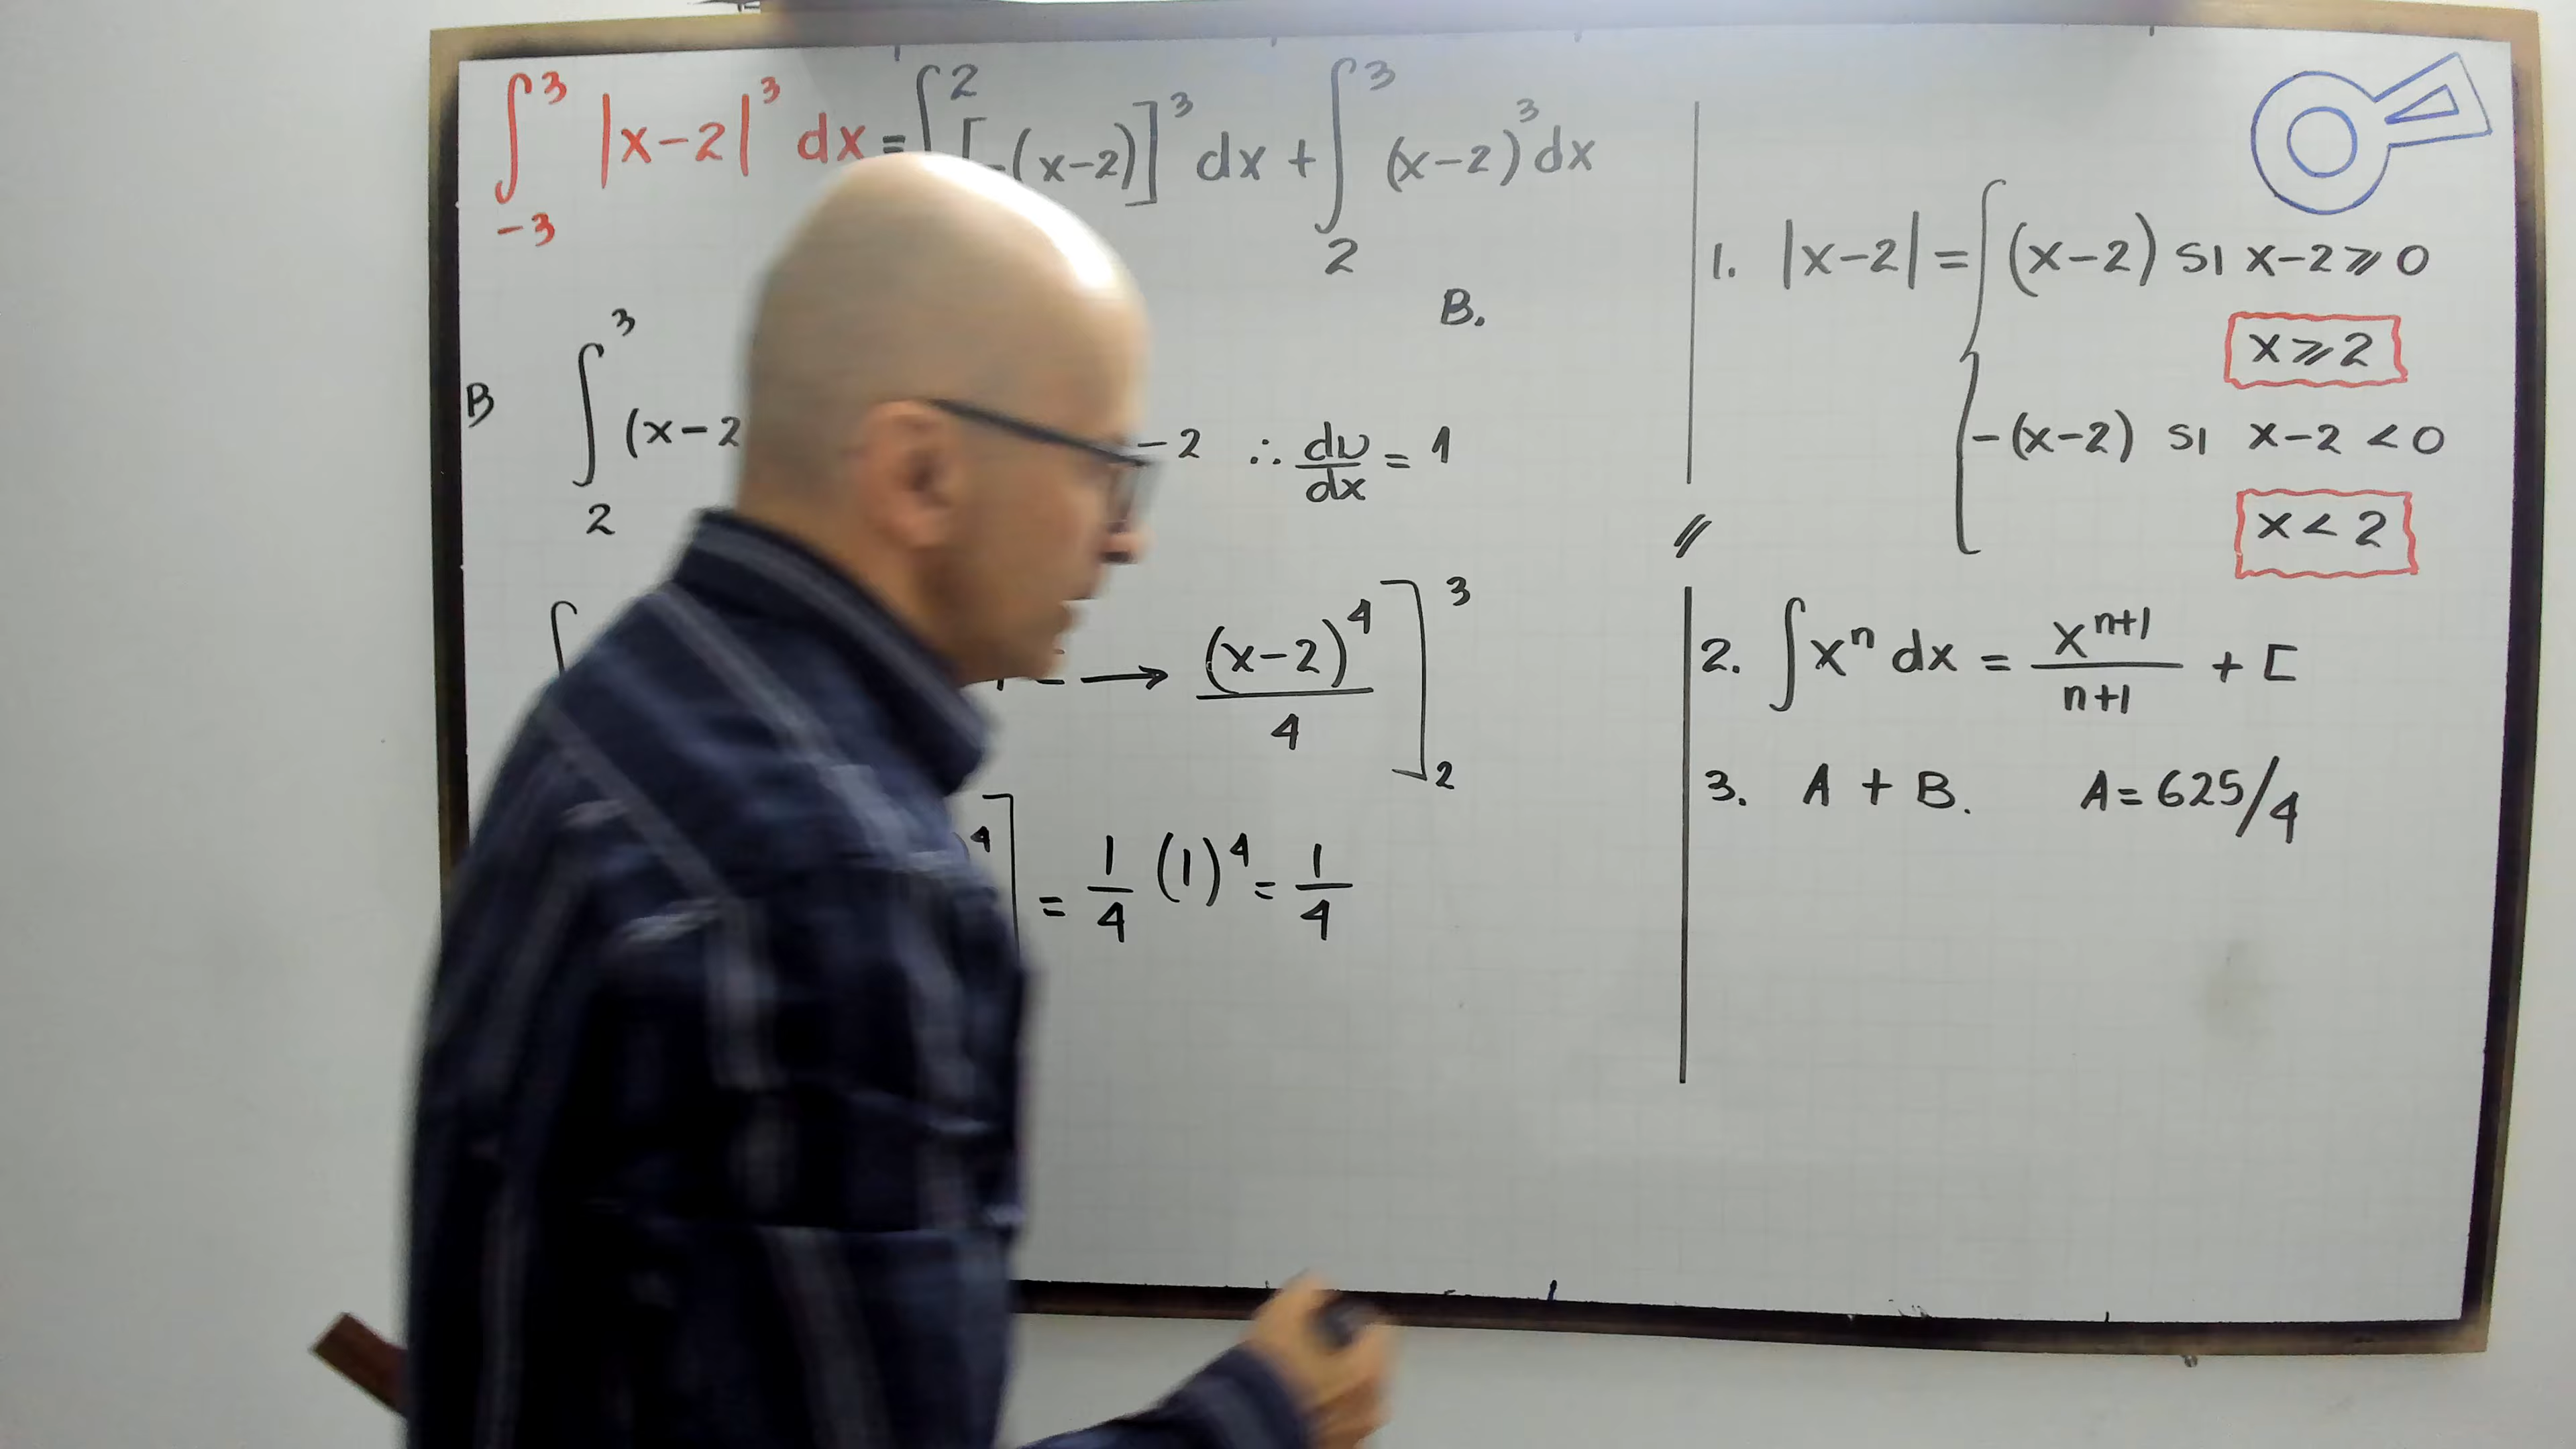 ∫₋₃³ |x-2|³ dx = ∫² [-(x-2)]³ dx + ∫₂³ (x-2)³ dx
B.
B ∫₂³ (x-2 -2 ∴ du/dx = 1
∫ → (x-2)⁴/4 ]₂³
⁴] = 1/4 (1)⁴ = 1/4
1. |x-2| = { (x-2) si x-2 ⩾ 0
x ⩾ 2
-(x-2) si x-2 < 0
x < 2
//
2. ∫xⁿ dx = xⁿ⁺¹/n+1 + C
3. A + B. A = 625/4